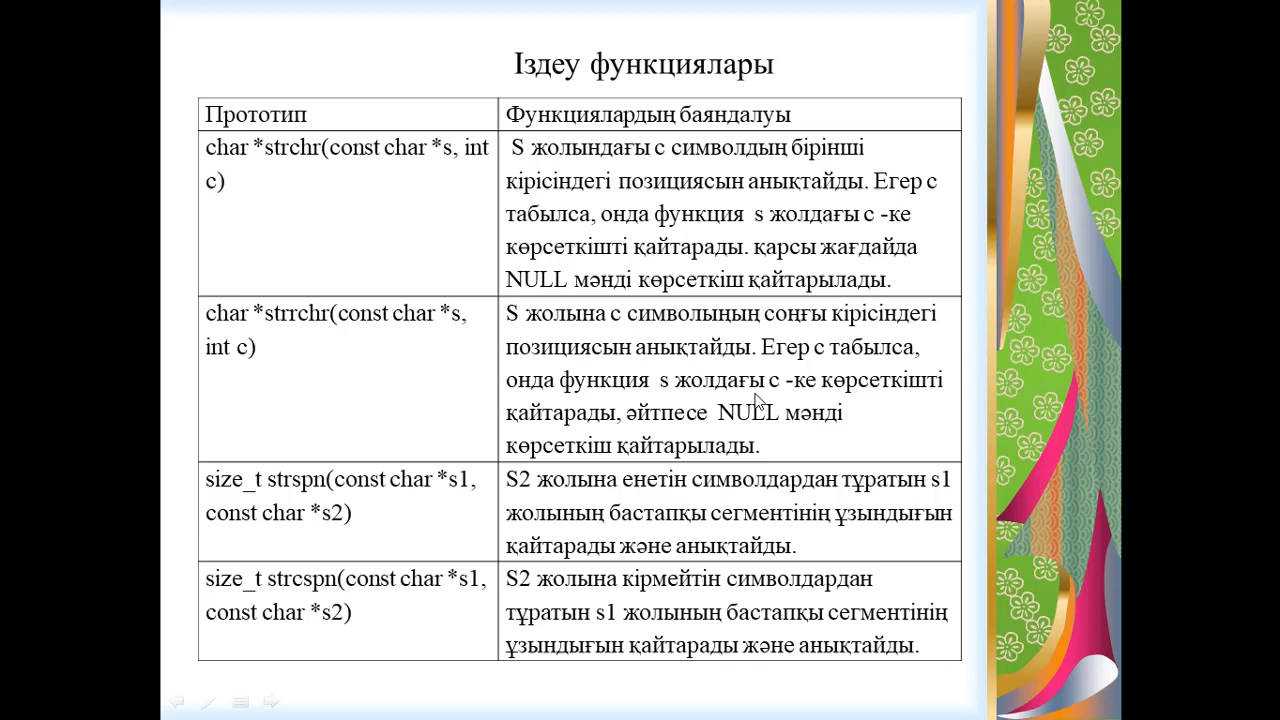 Іздеу функциялары
Прототип
Функциялардың баяндалуы
char *strchr(const char *s, int
c)
S жолындағы с символдың бірінші
кірісіндегі позициясын анықтайды. Егер с
табылса, онда функция s жолдағы с -ке
көрсеткішті қайтарады. қарсы жағдайда
NULL мәнді көрсеткіш қайтарылады.
char *strrchr(const char *s,
int c)
S жолына с символының соңғы кірісіндегі
позициясын анықтайды. Егер с табылса,
онда функция s жолдағы с -ке көрсеткішті
қайтарады, әйтпесе NULL мәнді
көрсеткіш қайтарылады.
size_t strspn(const char *s1,
const char *s2)
S2 жолына енетін символдардан тұратын s1
жолының бастапқы сегментінің ұзындығын
қайтарады және анықтайды.
size_t strcspn(const char *s1,
const char *s2)
S2 жолына кірмейтін символдардан
тұратын s1 жолының бастапқы сегментінің
ұзындығын қайтарады және анықтайды.